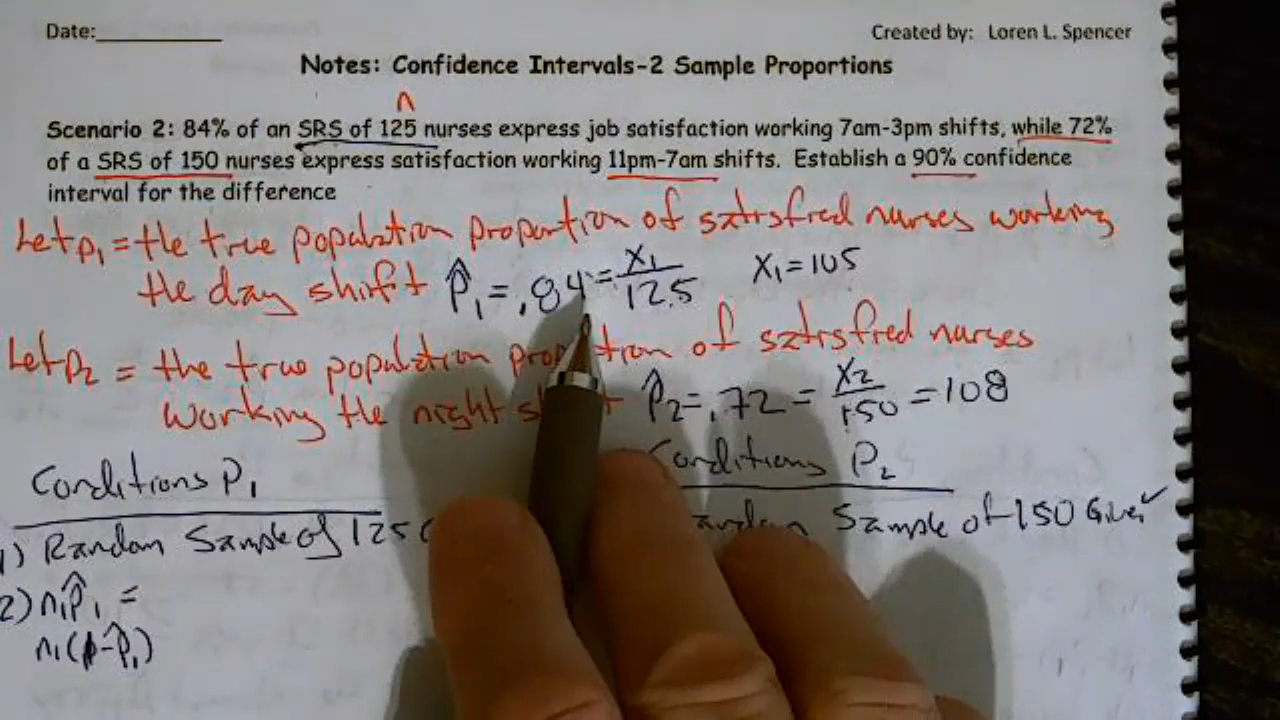 Date:__________ Created by: Loren L. Spencer
Notes: Confidence Intervals-2 Sample Proportions
n
Scenario 2: 84% of an SRS of 125 nurses express job satisfaction working 7am-3pm shifts, while 72%
of a SRS of 150 nurses express satisfaction working 11pm-7am shifts. Establish a 90% confidence
interval for the difference
Let p₁ = the true population proportion of satisfied nurses working
the day shift p̂₁ = .84 = X₁/125 X₁ = 105
Let p₂ = the true population proportion of satisfied nurses
working the night p̂₂ = .72 = X₂/150 = 108
Conditions P₁ Conditions P₂
1) Random Sample of 125 Random Sample of 150 Given ✓
2) n₁p̂₁ =
n₁(1-p̂₁)